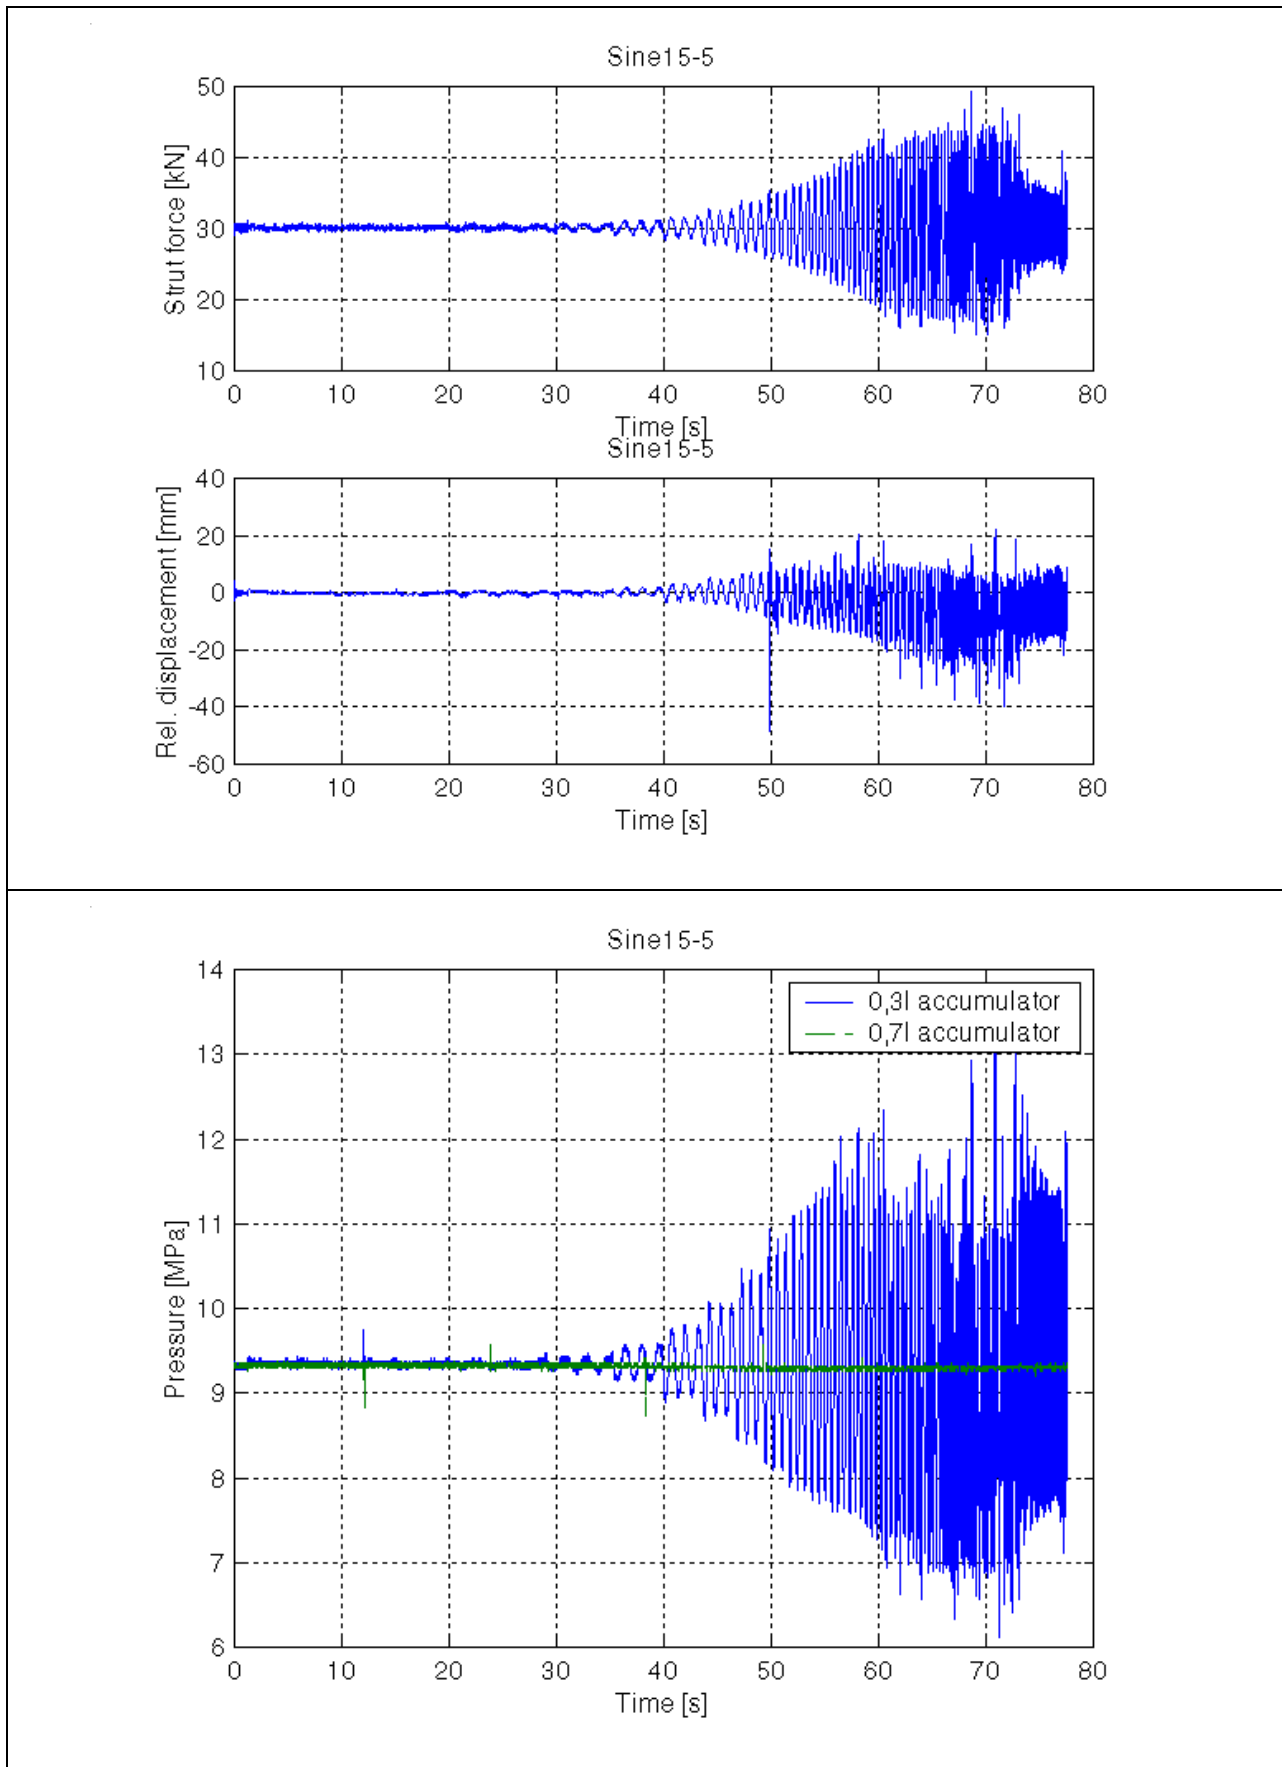 Sine15-5
50
40
30
20
10
Strut force [kN]
0 10 20 30 40 50 60 70 80
Time [s]
Sine15-5
40
20
0
-20
-40
-60
Rel. displacement [mm]
0 10 20 30 40 50 60 70 80
Time [s]
Sine15-5
14
13
12
11
10
9
8
7
6
Pressure [MPa]
0,3l accumulator
0,7l accumulator
0 10 20 30 40 50 60 70 80
Time [s]